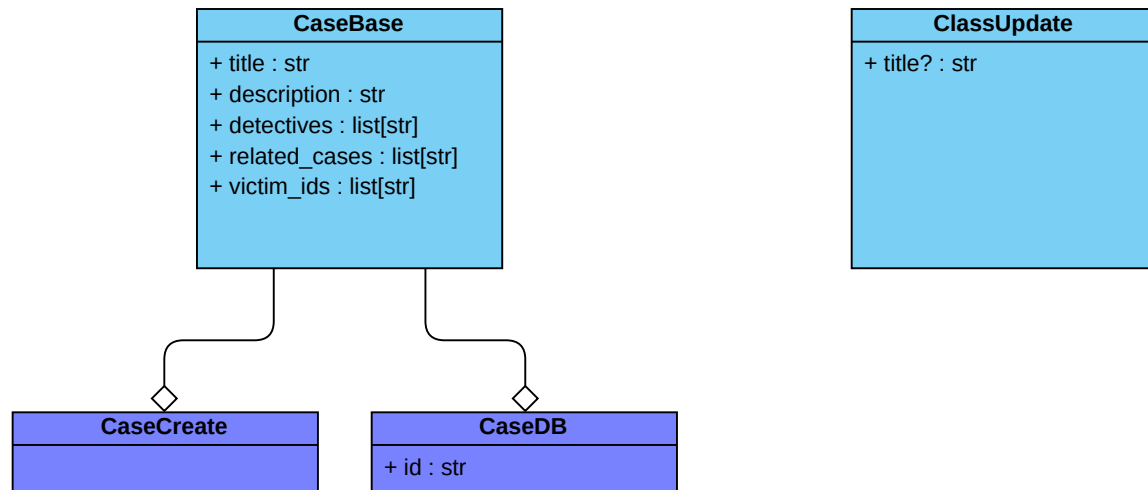 CaseBase
+ title : str
+ description : str
+ detectives : list[str]
+ related_cases : list[str]
+ victim_ids : list[str]
ClassUpdate
+ title? : str
CaseCreate
CaseDB
+ id : str